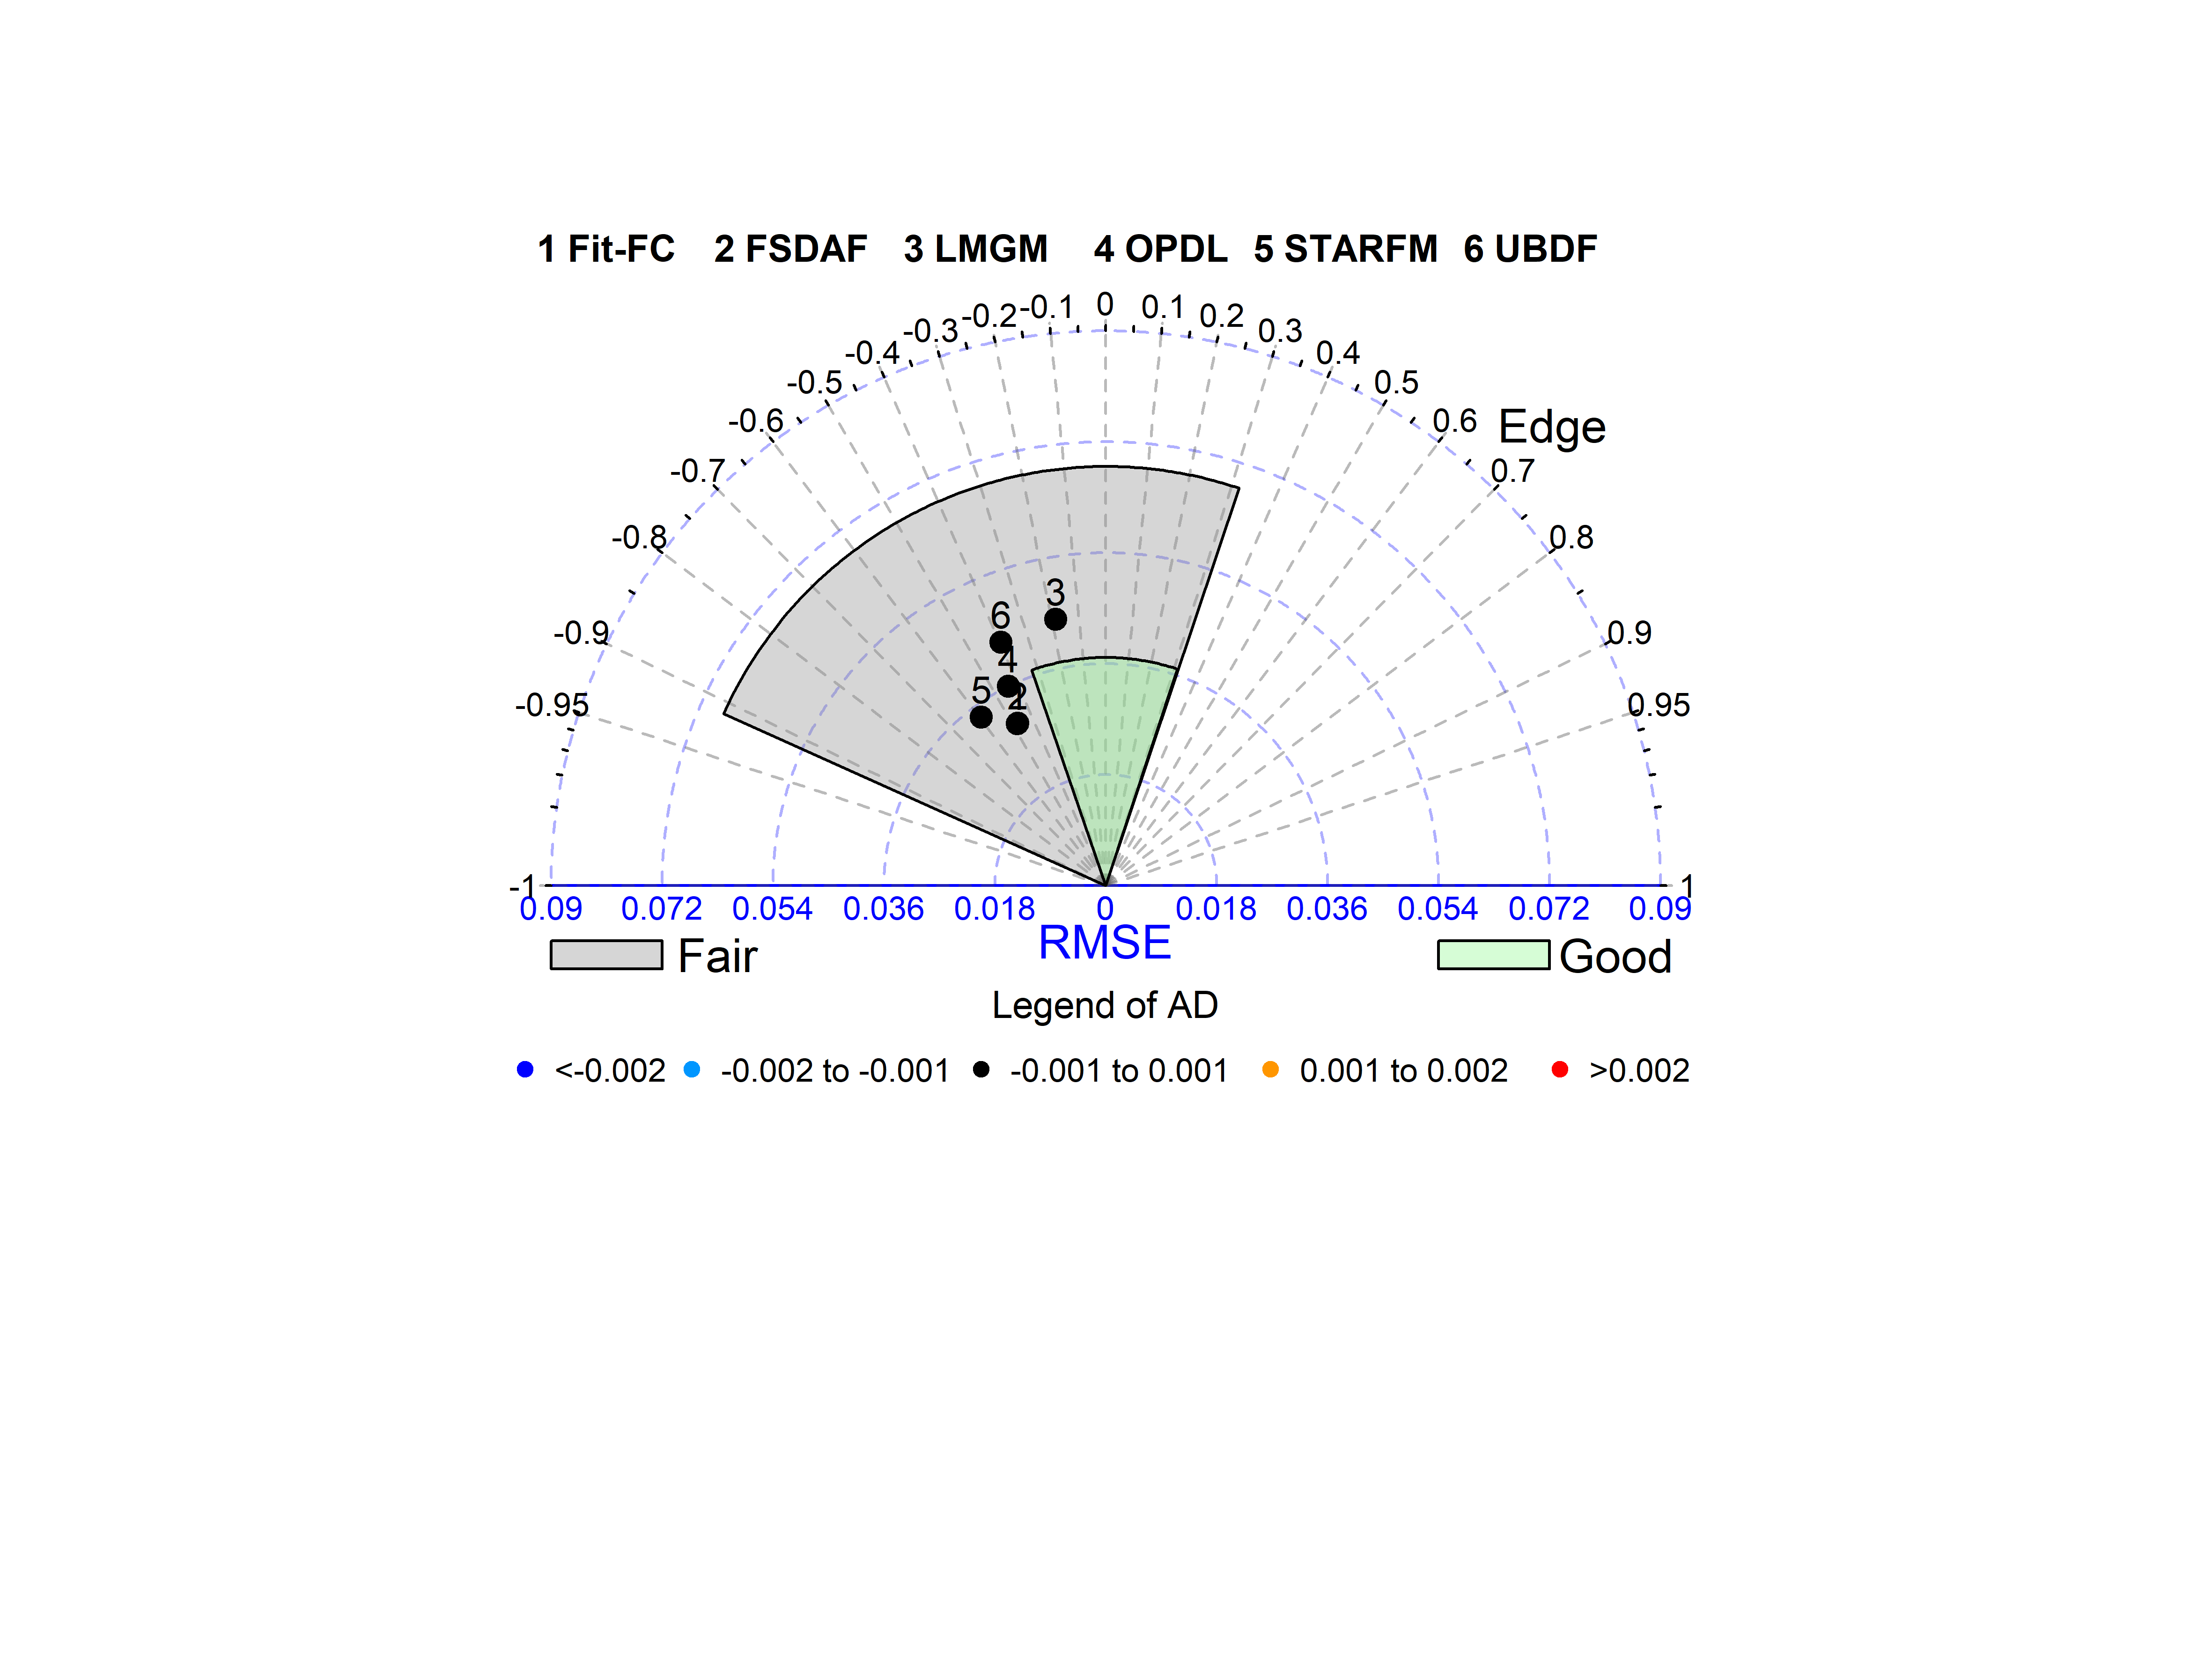 1 Fit-FC 2 FSDAF 3 LMGM 4 OPDL 5 STARFM 6 UBDF
-0.3 -0.2 -0.1 0 0.1 0.2 0.3
-0.4 0.4
-0.5 0.5
-0.6 0.6 Edge
-0.7 0.7
-0.8 0.8
3
6
-0.9 0.9
4
5 2
-0.95 0.95
-1 1
0.09 0.072 0.054 0.036 0.018 0 0.018 0.036 0.054 0.072 0.09
RMSE
Fair Good
Legend of AD
<-0.002 -0.002 to -0.001 -0.001 to 0.001 0.001 to 0.002 >0.002